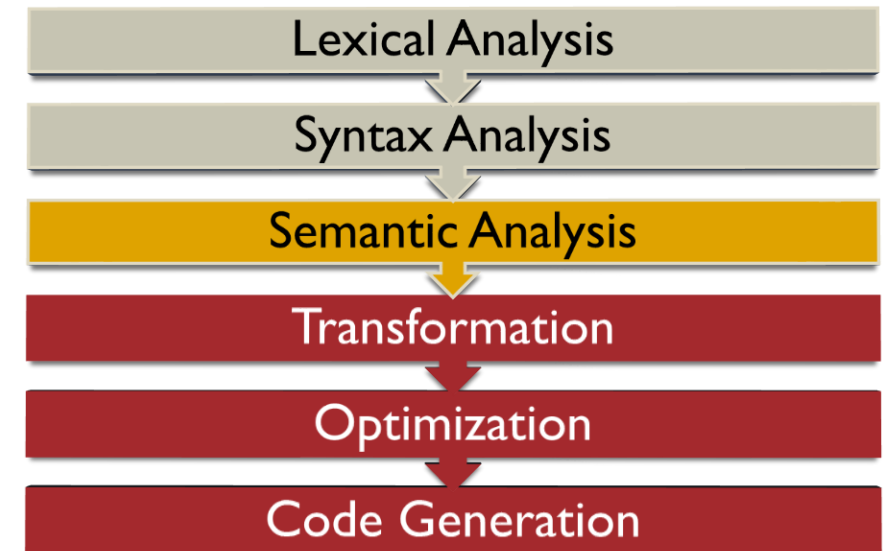 Lexical Analysis
Syntax Analysis
Semantic Analysis
Transformation
Optimization
Code Generation